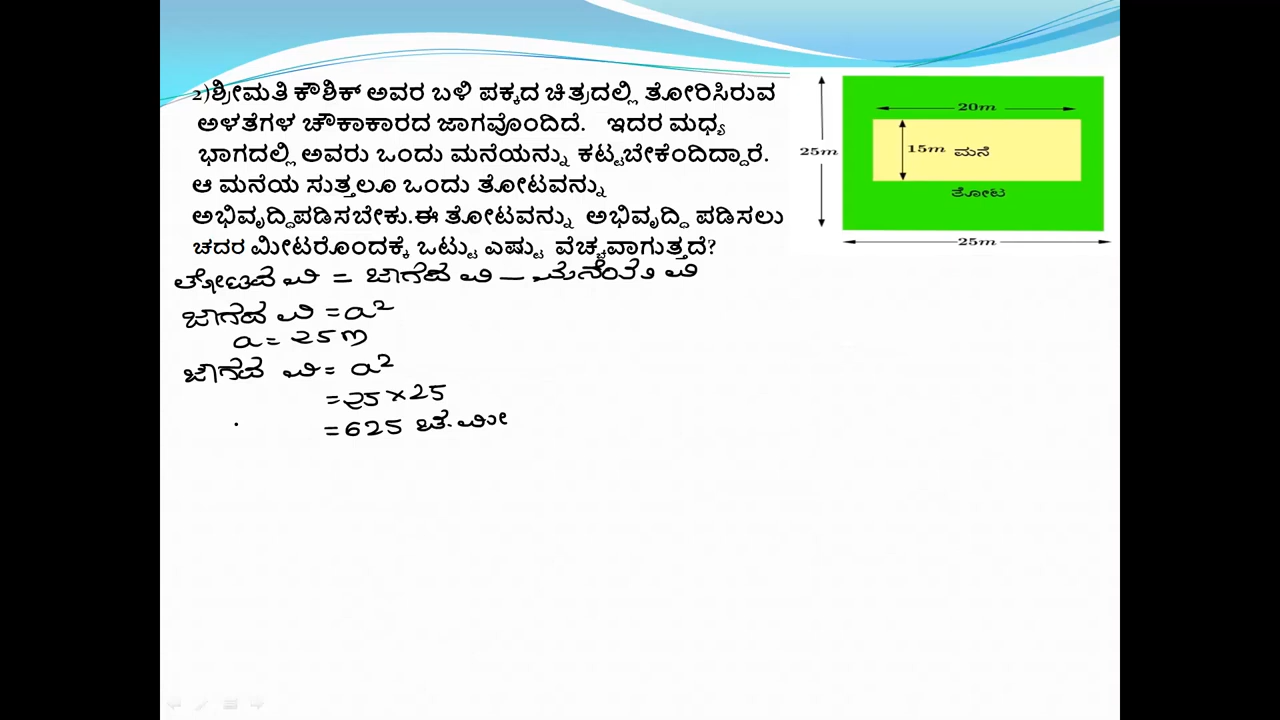 2)ಶ್ರೀಮತಿ ಕೌಶಿಕ್ ಅವರ ಬಳಿ ಪಕ್ಕದ ಚಿತ್ರದಲ್ಲಿ ತೋರಿಸಿರುವ
ಅಳತೆಗಳ ಚೌಕಾಕಾರದ ಜಾಗವೊಂದಿದೆ. ಇದರ ಮಧ್ಯ
ಭಾಗದಲ್ಲಿ ಅವರು ಒಂದು ಮನೆಯನ್ನು ಕಟ್ಟಬೇಕೆಂದಿದ್ದಾರೆ.
ಆ ಮನೆಯ ಸುತ್ತಲೂ ಒಂದು ತೋಟವನ್ನು
ಅಭಿವೃದ್ಧಿಪಡಿಸಬೇಕು.ಈ ತೋಟವನ್ನು ಅಭಿವೃದ್ಧಿ ಪಡಿಸಲು
ಚದರ ಮೀಟರೊಂದಕ್ಕೆ ಒಟ್ಟು ಎಷ್ಟು ವೆಚ್ಚವಾಗುತ್ತದೆ?
20m
25m
15m ಮನೆ
ತೋಟ
25m
ತೋಟದ ವಿ = ಜಾಗದ ವಿ − ಮನೆಯ ವಿ
ಜಾಗದ ವಿ = a²
a = 25 m
ಜಾಗದ ವಿ = a²
= 25 × 25
= 625 ಚ.ಮೀ